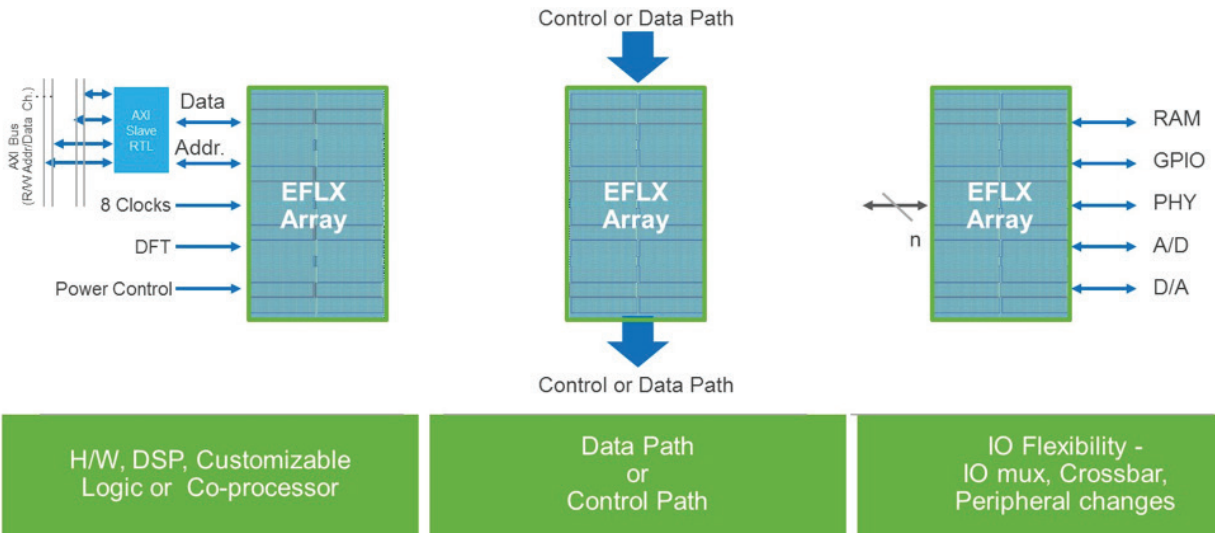 Control or Data Path
AXI Bus
(R/W Addr/Data Ch.)
AXI
Slave
RTL
Data
Addr.
8 Clocks
DFT
Power Control
EFLX
Array
EFLX
Array
Control or Data Path
n
EFLX
Array
RAM
GPIO
PHY
A/D
D/A
H/W, DSP, Customizable
Logic or Co-processor
Data Path
or
Control Path
IO Flexibility -
IO mux, Crossbar,
Peripheral changes